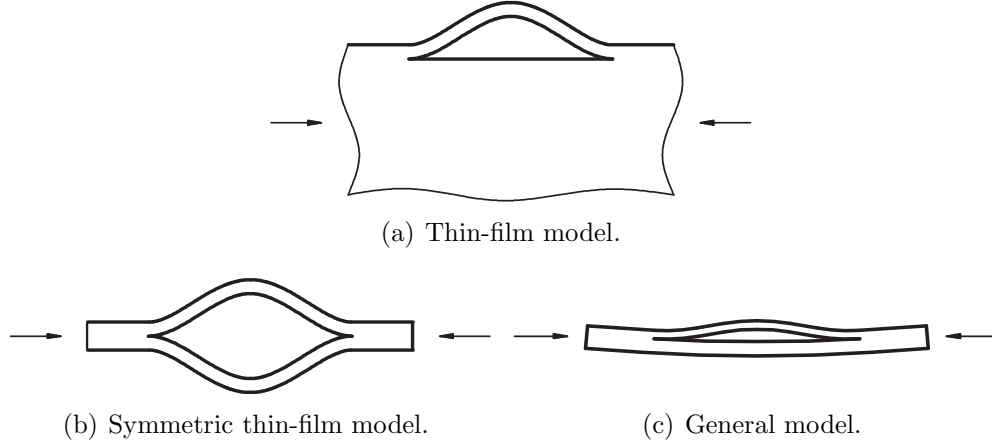 (a) Thin-film model.
(b) Symmetric thin-film model.
(c) General model.